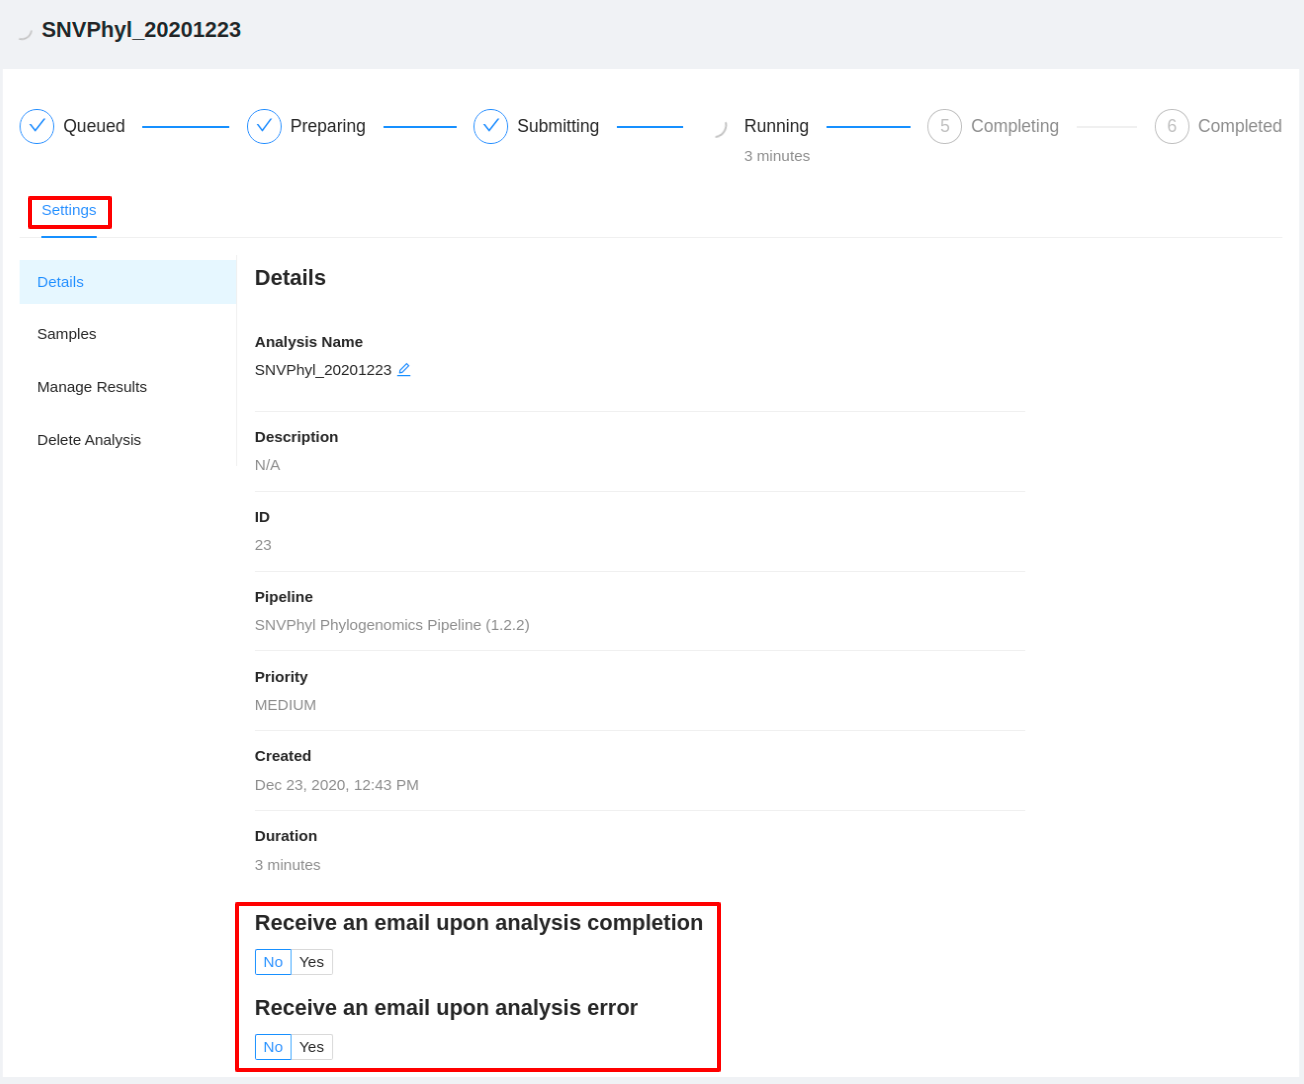 SNVPhyl_20201223
Queued Preparing Submitting Running 5 Completing 6 Completed
3 minutes
Settings
Details
Samples
Manage Results
Delete Analysis
Details
Analysis Name
SNVPhyl_20201223
Description
N/A
ID
23
Pipeline
SNVPhyl Phylogenomics Pipeline (1.2.2)
Priority
MEDIUM
Created
Dec 23, 2020, 12:43 PM
Duration
3 minutes
Receive an email upon analysis completion
No Yes
Receive an email upon analysis error
No Yes